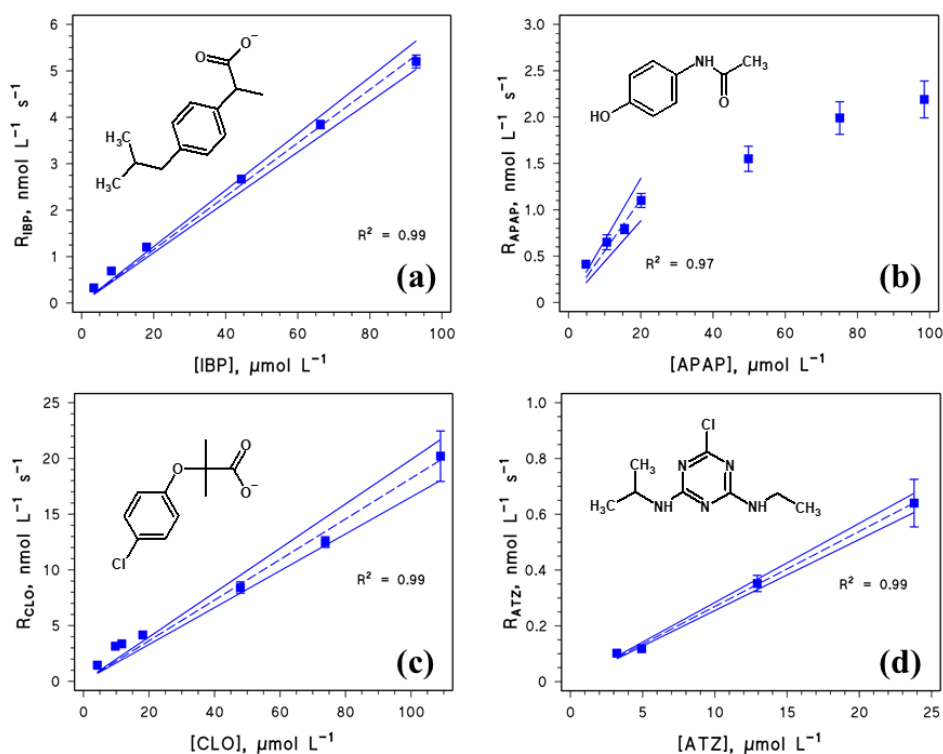 6
5
4
3
2
1
0
R_IBP, nmol L⁻¹ s⁻¹
O
O⁻
H₃C
H₃C
R² = 0.99
(a)
0 20 40 60 80 100
[IBP], μmol L⁻¹
3.0
2.5
2.0
1.5
1.0
0.5
0
R_APAP, nmol L⁻¹ s⁻¹
NH
CH₃
O
HO
R² = 0.97
(b)
0 20 40 60 80 100
[APAP], μmol L⁻¹
25
20
15
10
5
0
R_CLO, nmol L⁻¹ s⁻¹
O
O
O⁻
Cl
R² = 0.99
(c)
0 20 40 60 80 100
[CLO], μmol L⁻¹
1.0
0.8
0.6
0.4
0.2
0
R_ATZ, nmol L⁻¹ s⁻¹
Cl
CH₃
N N
H₃C NH N NH CH₃
R² = 0.99
(d)
0 5 10 15 20 25
[ATZ], μmol L⁻¹